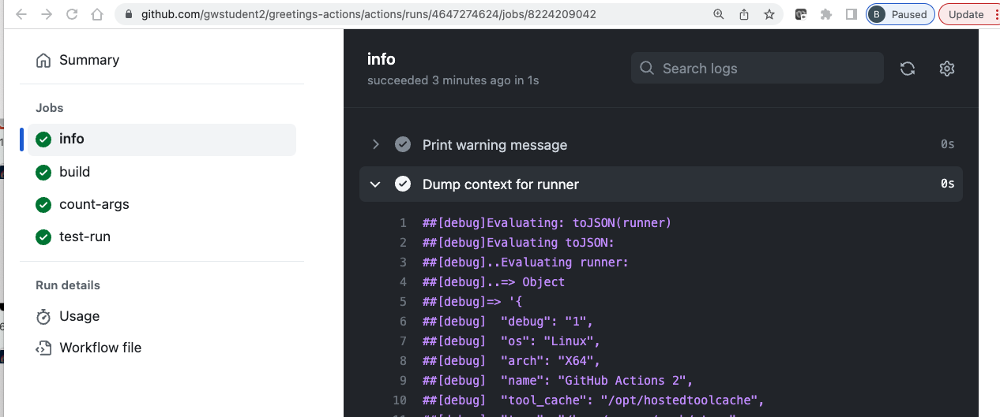 github.com/gwstudent2/greetings-actions/actions/runs/4647274624/jobs/8224209042
B Paused
Update
Summary
Jobs
info
build
count-args
test-run
Run details
Usage
Workflow file
info
succeeded 3 minutes ago in 1s
Search logs
Print warning message 0s
Dump context for runner 0s
1 ##[debug]Evaluating: toJSON(runner)
2 ##[debug]Evaluating toJSON:
3 ##[debug]..Evaluating runner:
4 ##[debug]..=> Object
5 ##[debug]=> '{
6 ##[debug]  "debug": "1",
7 ##[debug]  "os": "Linux",
8 ##[debug]  "arch": "X64",
9 ##[debug]  "name": "GitHub Actions 2",
10 ##[debug]  "tool_cache": "/opt/hostedtoolcache",